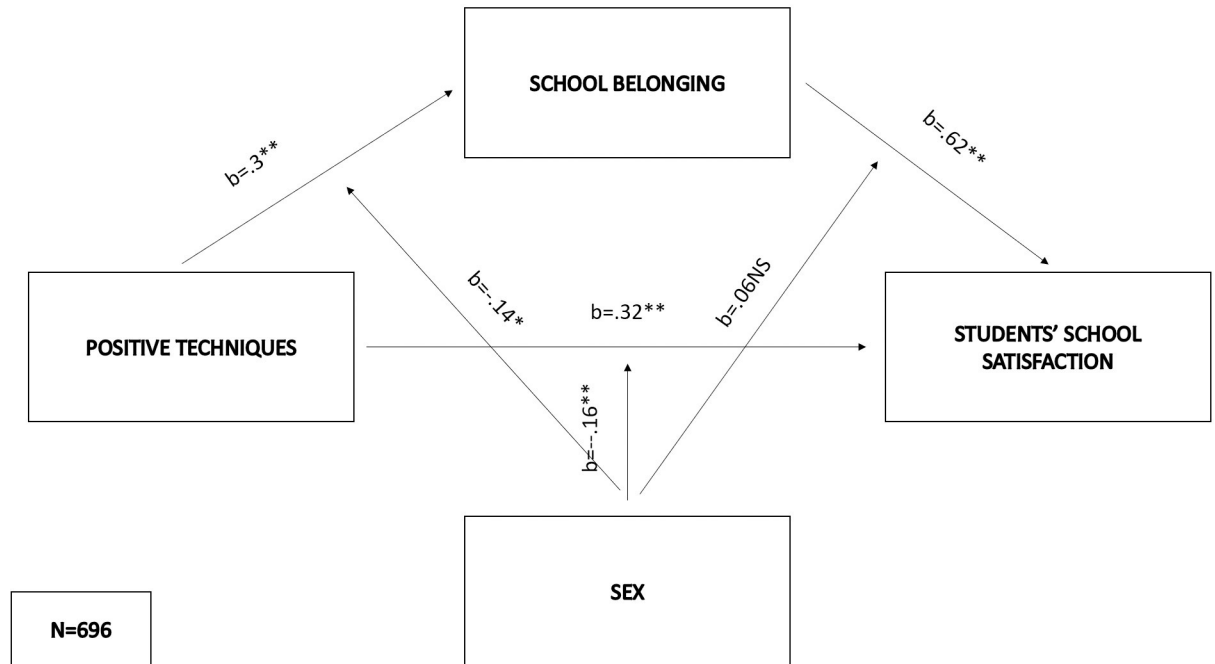 SCHOOL BELONGING
b=.3**
b=.62**
b=-.14*
b=.32**
b=.06NS
POSITIVE TECHNIQUES
STUDENTS’ SCHOOL
SATISFACTION
b=--.16**
SEX
N=696